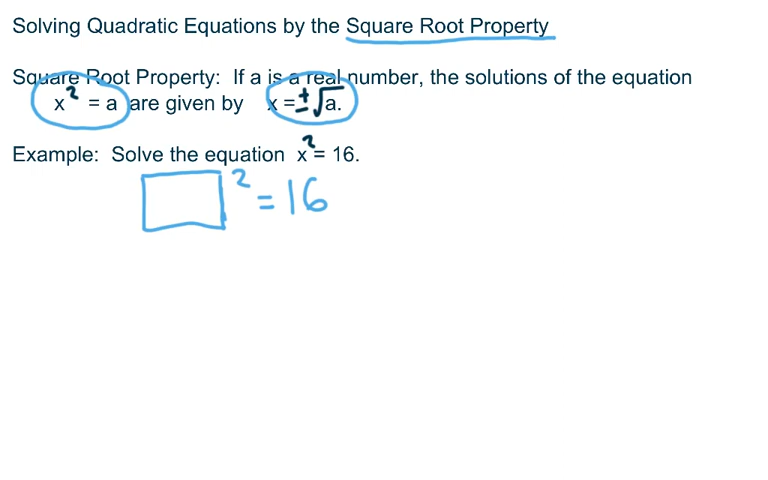 Solving Quadratic Equations by the Square Root Property
Square Root Property: If a is a real number, the solutions of the equation
x² = a are given by x = ±√a.
Example: Solve the equation x² = 16.
² = 16